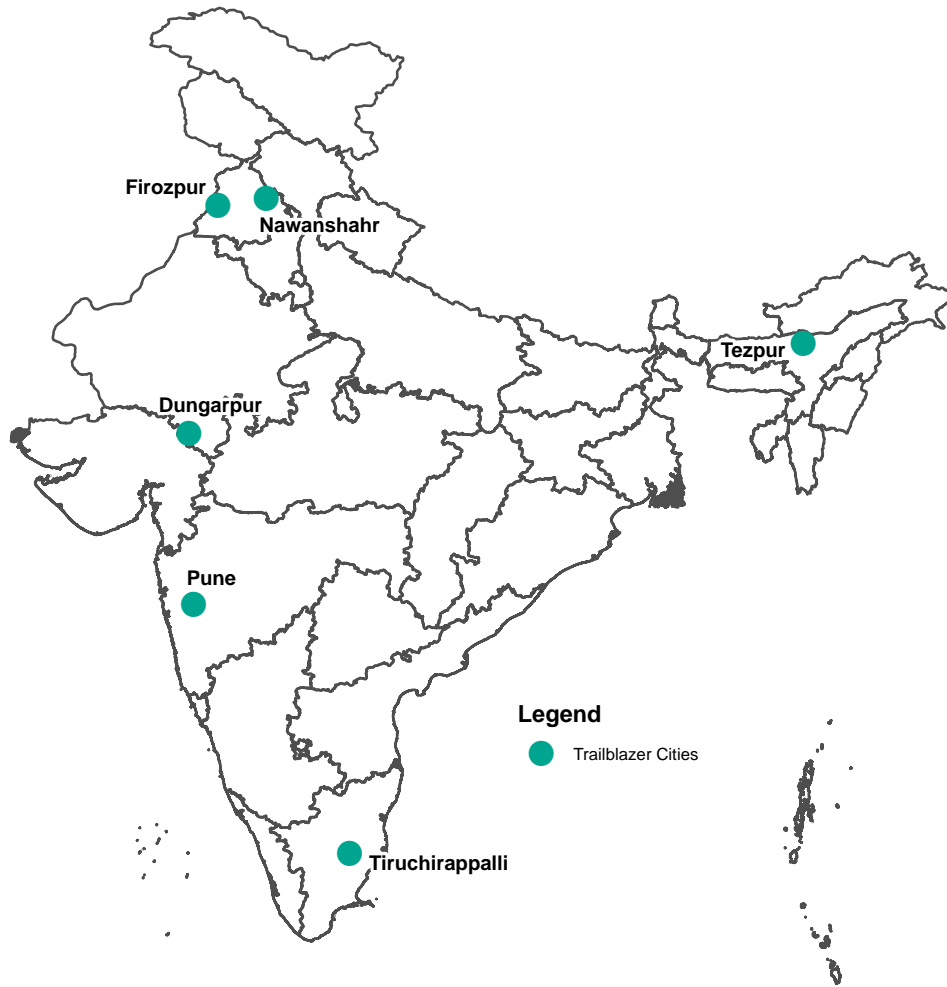 Firozpur
Nawanshahr
Tezpur
Dungarpur
Pune
Legend
Trailblazer Cities
Tiruchirappalli